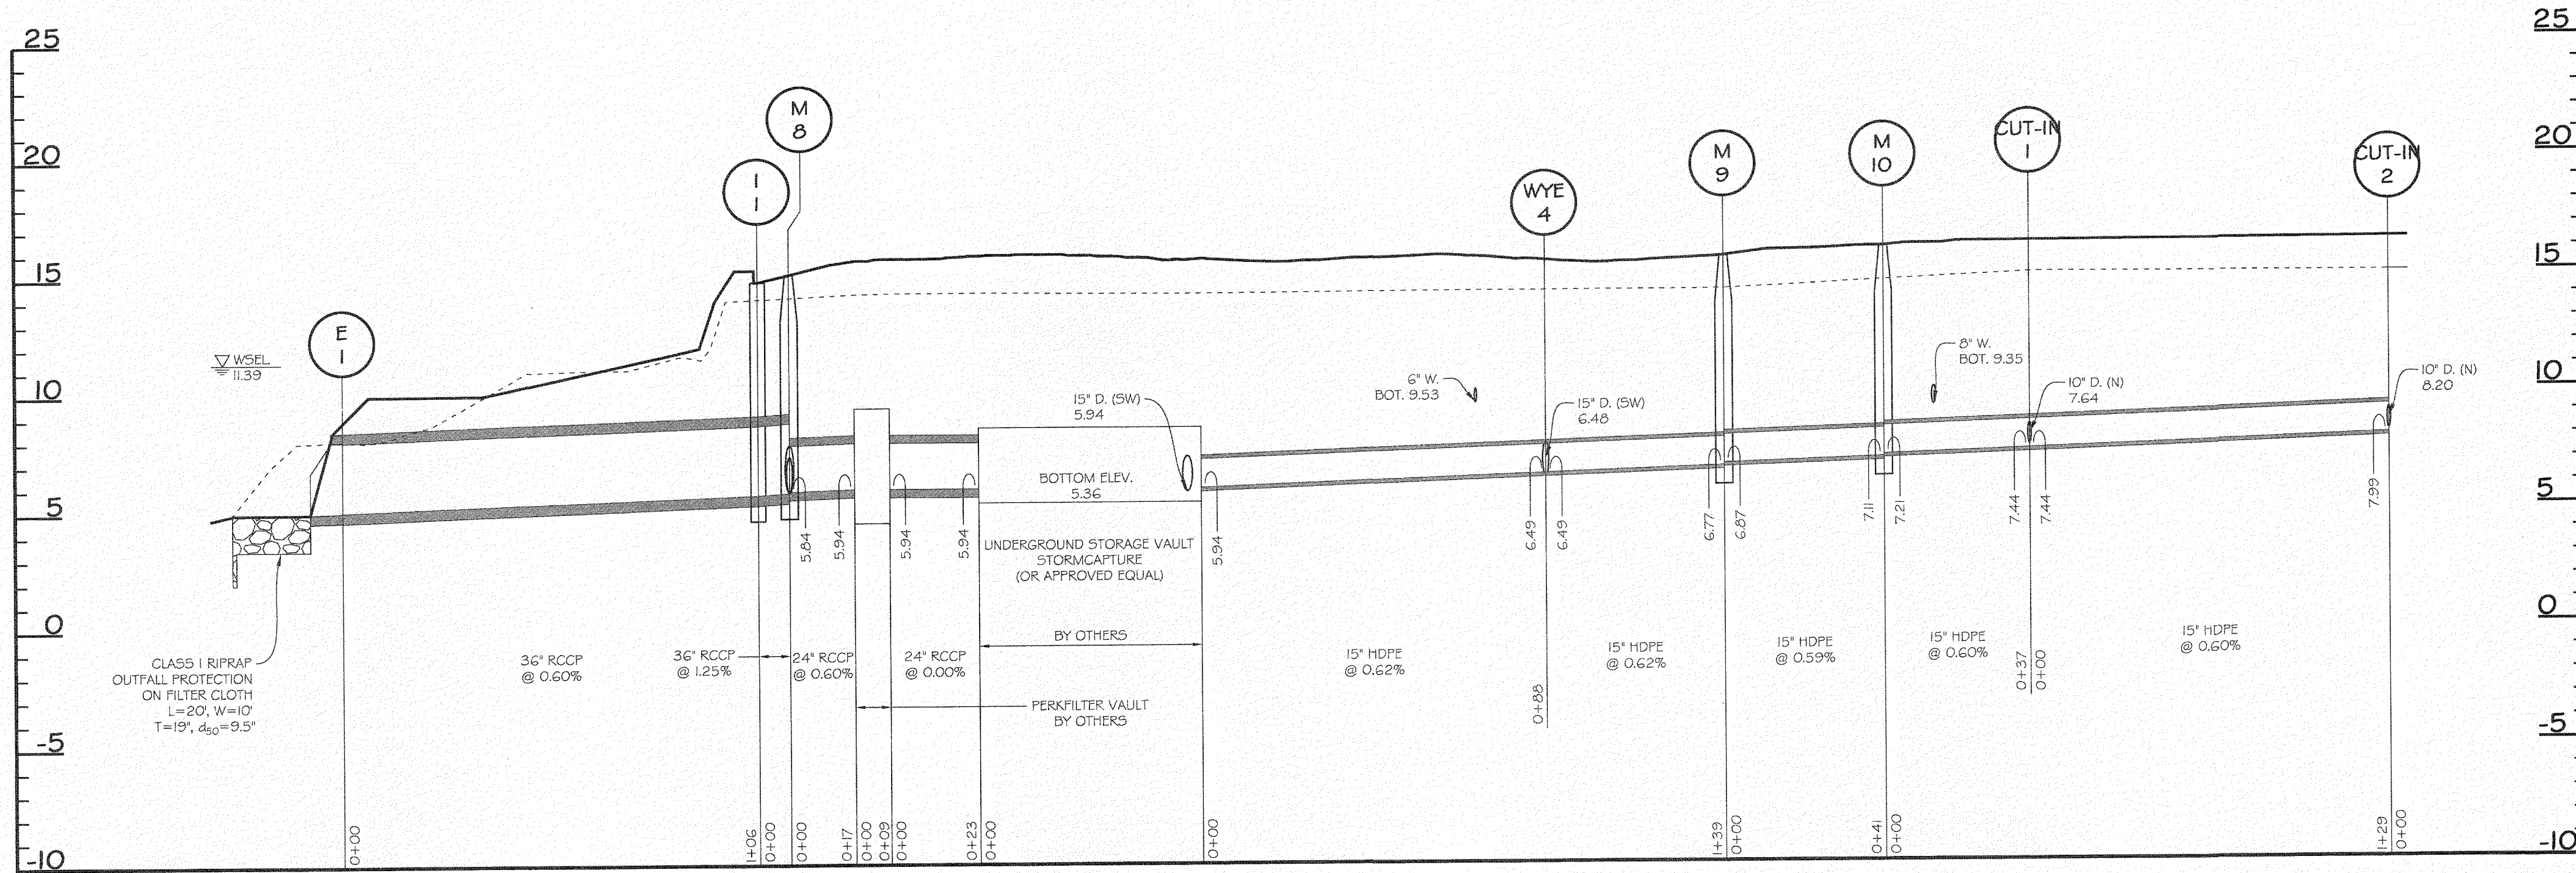 25
20
15
10
5
0
-5
-10
25
20
15
10
5
0
-5
-10
WSEL
11.39
E
1
I
1
M
8
WYE
4
M
9
M
10
CUT-IN
1
CUT-IN
2
15" D. (SW)
5.94
6" W.
BOT. 9.53
15" D. (SW)
6.48
8" W.
BOT. 9.35
10" D. (N)
7.64
10" D. (N)
8.20
BOTTOM ELEV.
5.36
5.84
5.94
5.94
5.94
5.94
6.49
6.49
6.77
6.87
7.11
7.21
7.44
7.44
7.99
UNDERGROUND STORAGE VAULT
STORMCAPTURE
(OR APPROVED EQUAL)
BY OTHERS
CLASS I RIPRAP
OUTFALL PROTECTION
ON FILTER CLOTH
L=20', W=10'
T=19", d50=9.5"
36" RCCP
@ 0.60%
36" RCCP
@ 1.25%
24" RCCP
@ 0.60%
24" RCCP
@ 0.00%
PERKFILTER VAULT
BY OTHERS
15" HDPE
@ 0.62%
15" HDPE
@ 0.62%
15" HDPE
@ 0.59%
15" HDPE
@ 0.60%
15" HDPE
@ 0.60%
0+88
0+37
0+00
0+00
1+06
0+00
0+00
0+17
0+00
0+09
0+00
0+23
0+00
0+00
1+39
0+00
0+41
0+00
1+29
0+00